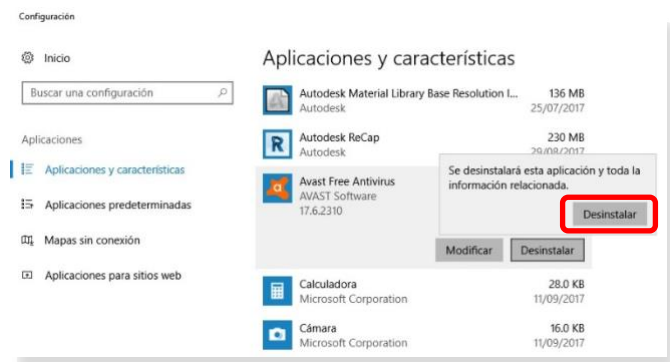 Configuración
Inicio
Buscar una configuración
Aplicaciones
Aplicaciones y características
Aplicaciones predeterminadas
Mapas sin conexión
Aplicaciones para sitios web
Aplicaciones y características
Autodesk Material Library Base Resolution I... 136 MB
Autodesk 25/07/2017
R Autodesk ReCap 230 MB
Autodesk 29/08/2017
Se desinstalará esta aplicación y toda la
información relacionada.
Desinstalar
Avast Free Antivirus
AVAST Software
17.6.2310
Modificar Desinstalar
Calculadora 28.0 KB
Microsoft Corporation 11/09/2017
Cámara 16.0 KB
Microsoft Corporation 11/09/2017